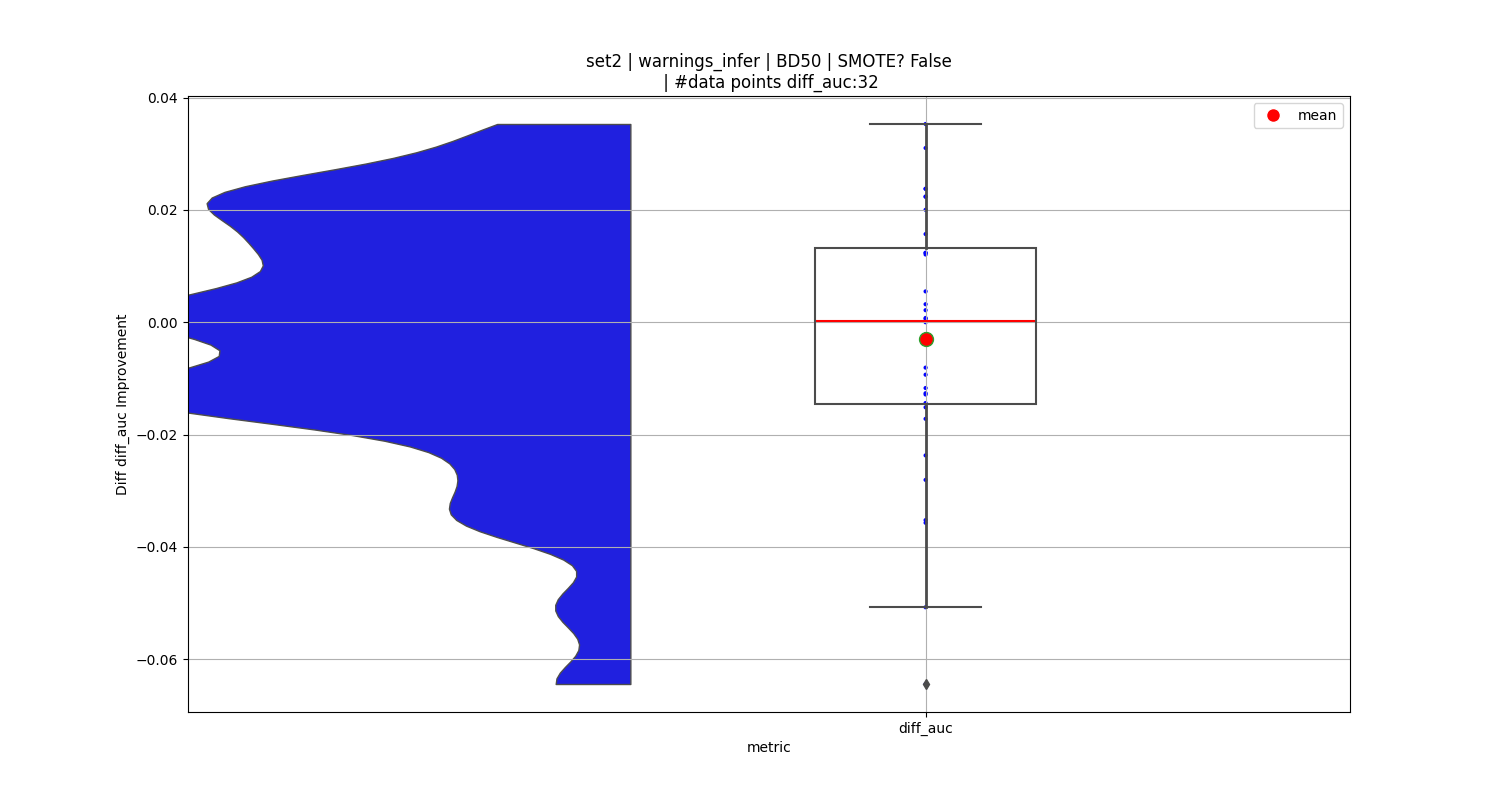 set2 | warnings_infer | BD50 | SMOTE? False
| #data points diff_auc:32
mean
0.04
0.02
0.00
−0.02
−0.04
−0.06
Diff diff_auc Improvement
diff_auc
metric